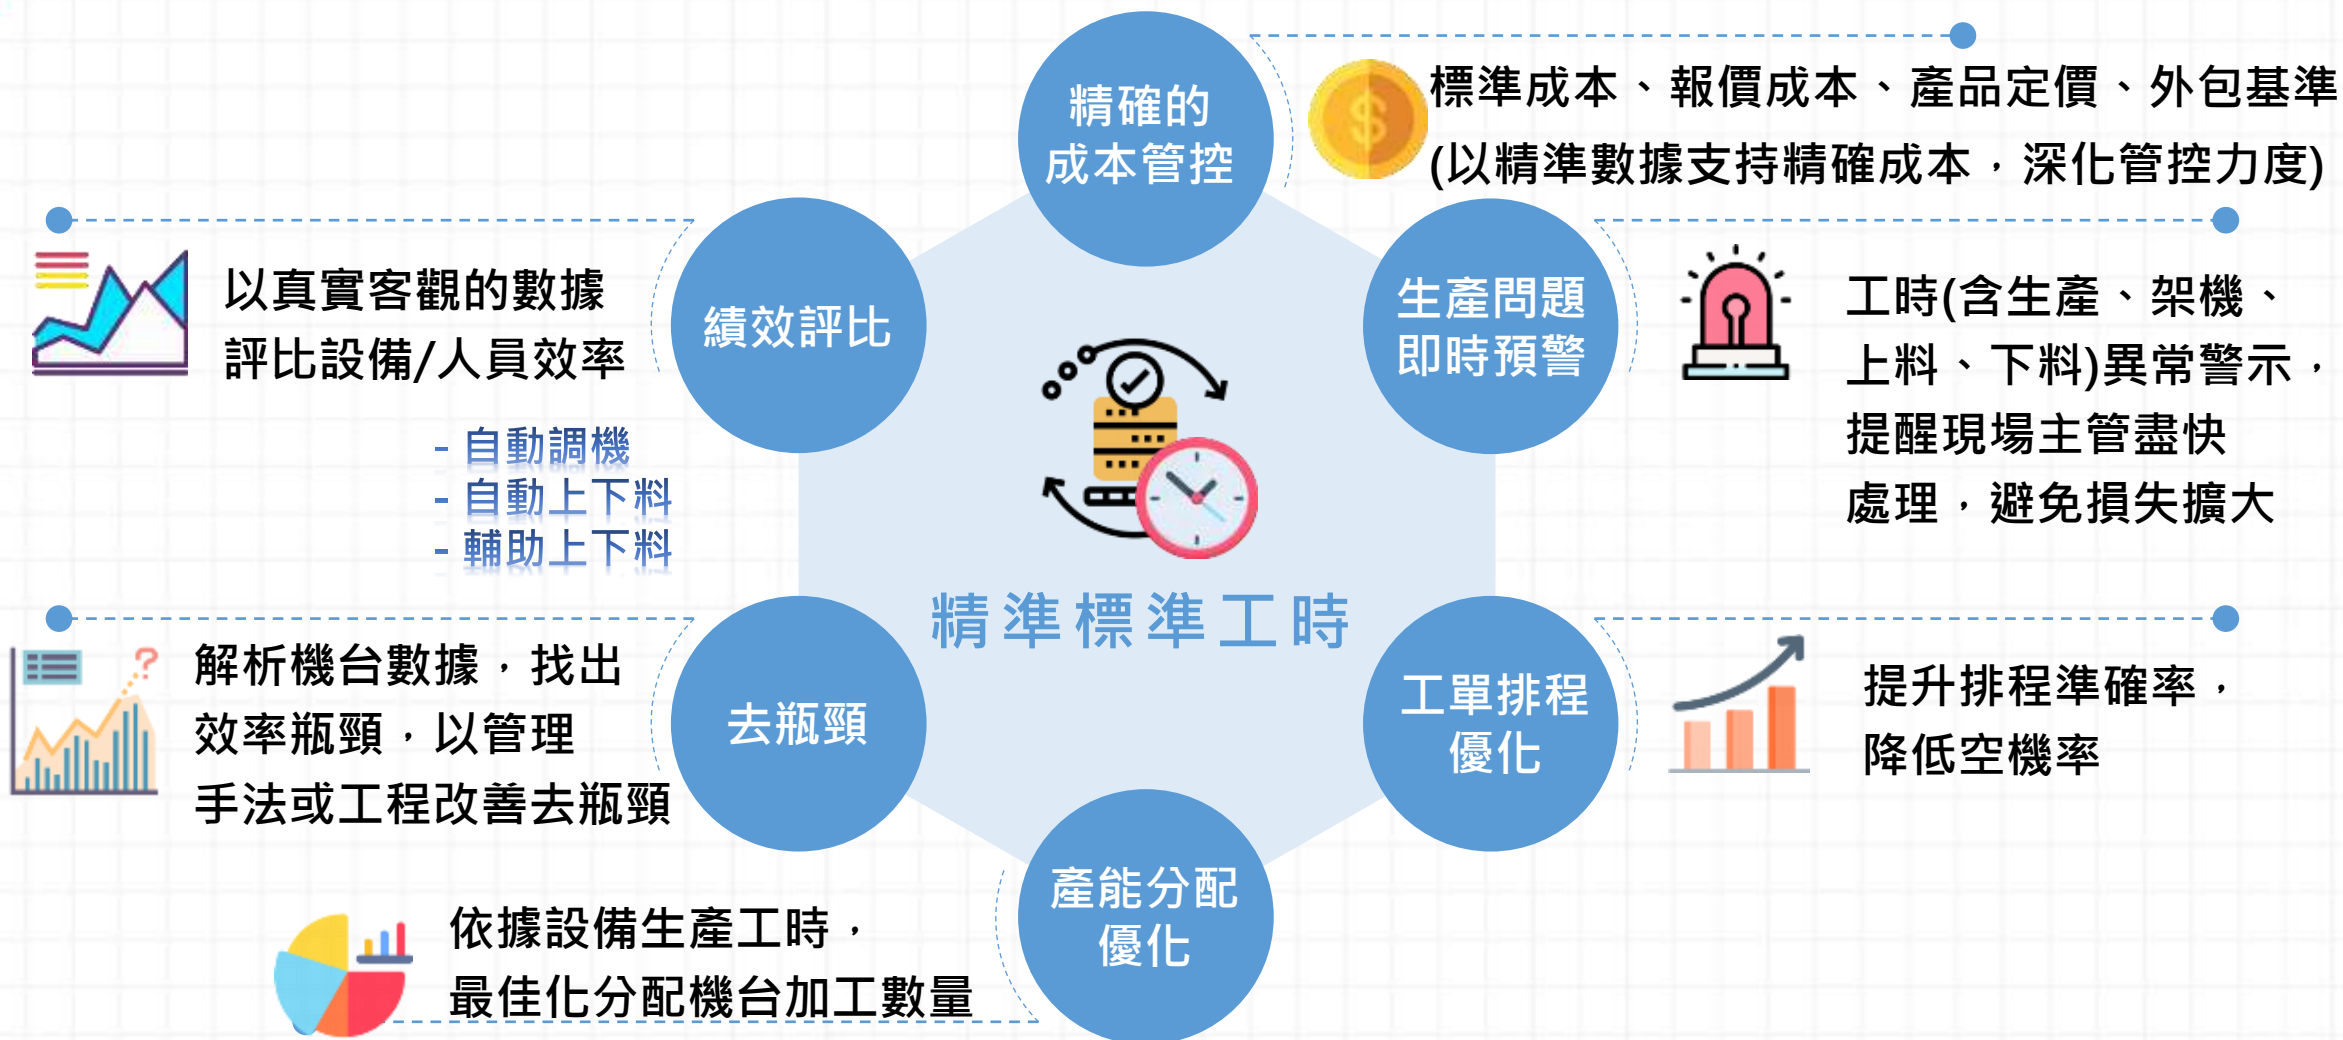 精確的
成本管控
標準成本、報價成本、產品定價、外包基準
(以精準數據支持精確成本，深化管控力度)
生產問題
即時預警
工時(含生產、架機、
上料、下料)異常警示，
提醒現場主管盡快
處理，避免損失擴大
工單排程
優化
提升排程準確率，
降低空機率
產能分配
優化
依據設備生產工時，
最佳化分配機台加工數量
去瓶頸
解析機台數據，找出
效率瓶頸，以管理
手法或工程改善去瓶頸
績效評比
以真實客觀的數據
評比設備/人員效率
- 自動調機
- 自動上下料
- 輔助上下料
精準標準工時